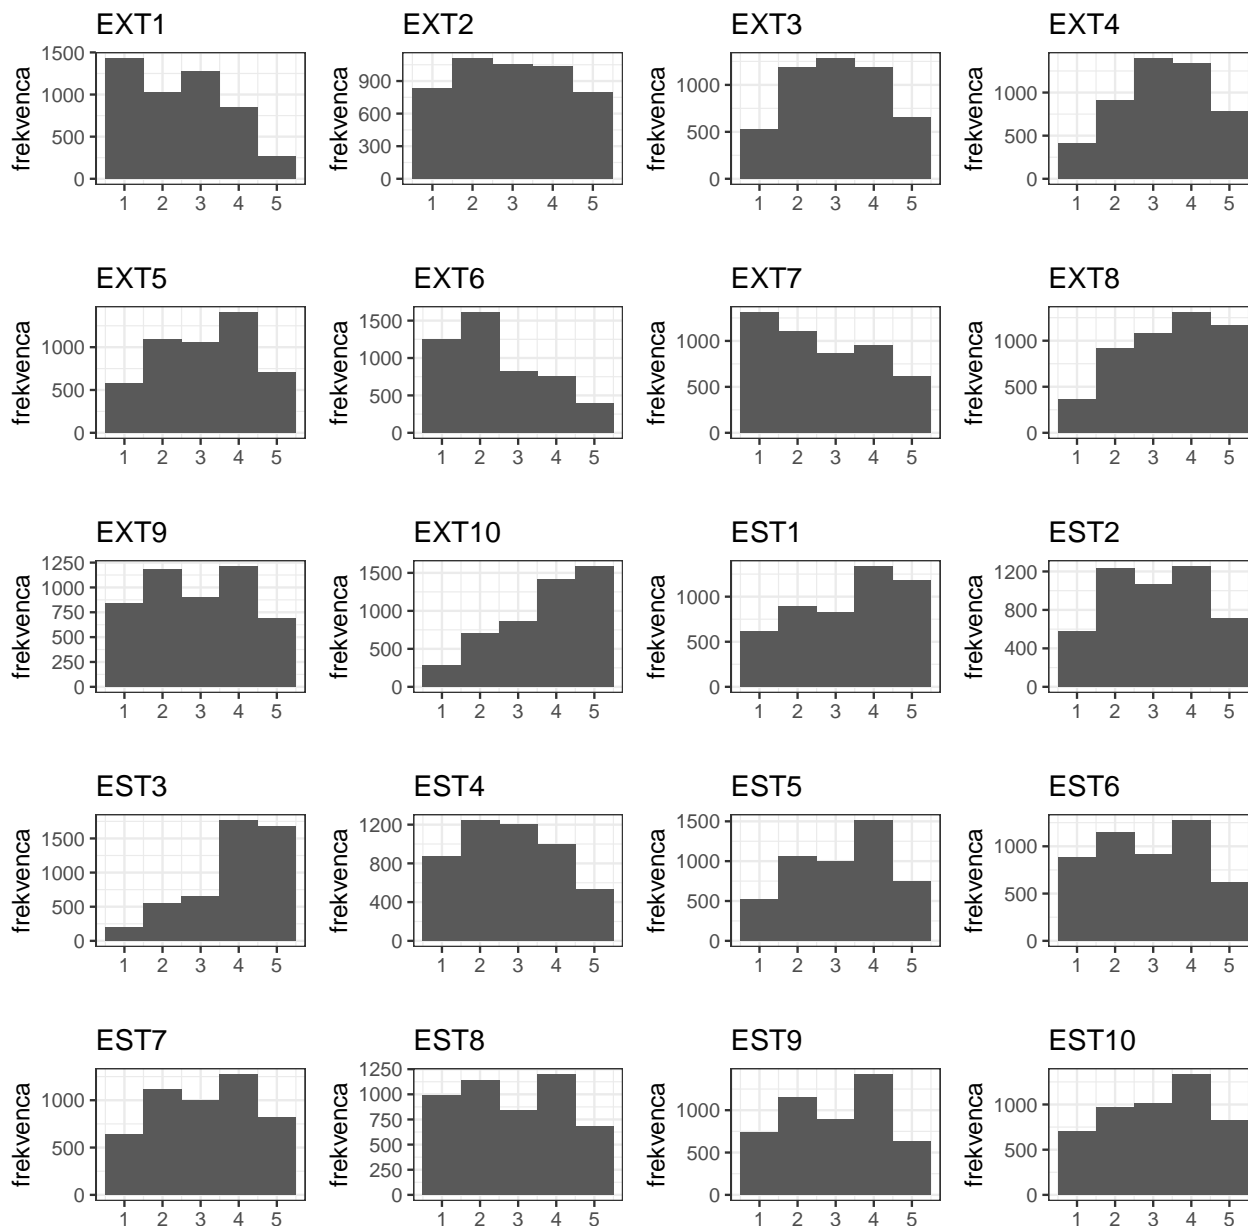 EXT1 EXT2 EXT3 EXT4
frekvenca frekvenca frekvenca frekvenca
1500 1000 500 0
900 600 300 0
1000 500 0
1000 500 0
1 2 3 4 5 1 2 3 4 5 1 2 3 4 5 1 2 3 4 5
EXT5 EXT6 EXT7 EXT8
frekvenca frekvenca frekvenca frekvenca
1000 500 0
1500 1000 500 0
1000 500 0
1000 500 0
1 2 3 4 5 1 2 3 4 5 1 2 3 4 5 1 2 3 4 5
EXT9 EXT10 EST1 EST2
frekvenca frekvenca frekvenca frekvenca
1250 1000 750 500 250 0
1500 1000 500 0
1000 500 0
1200 800 400 0
1 2 3 4 5 1 2 3 4 5 1 2 3 4 5 1 2 3 4 5
EST3 EST4 EST5 EST6
frekvenca frekvenca frekvenca frekvenca
1500 1000 500 0
1200 800 400 0
1500 1000 500 0
1000 500 0
1 2 3 4 5 1 2 3 4 5 1 2 3 4 5 1 2 3 4 5
EST7 EST8 EST9 EST10
frekvenca frekvenca frekvenca frekvenca
1000 500 0
1250 1000 750 500 250 0
1000 500 0
1000 500 0
1 2 3 4 5 1 2 3 4 5 1 2 3 4 5 1 2 3 4 5